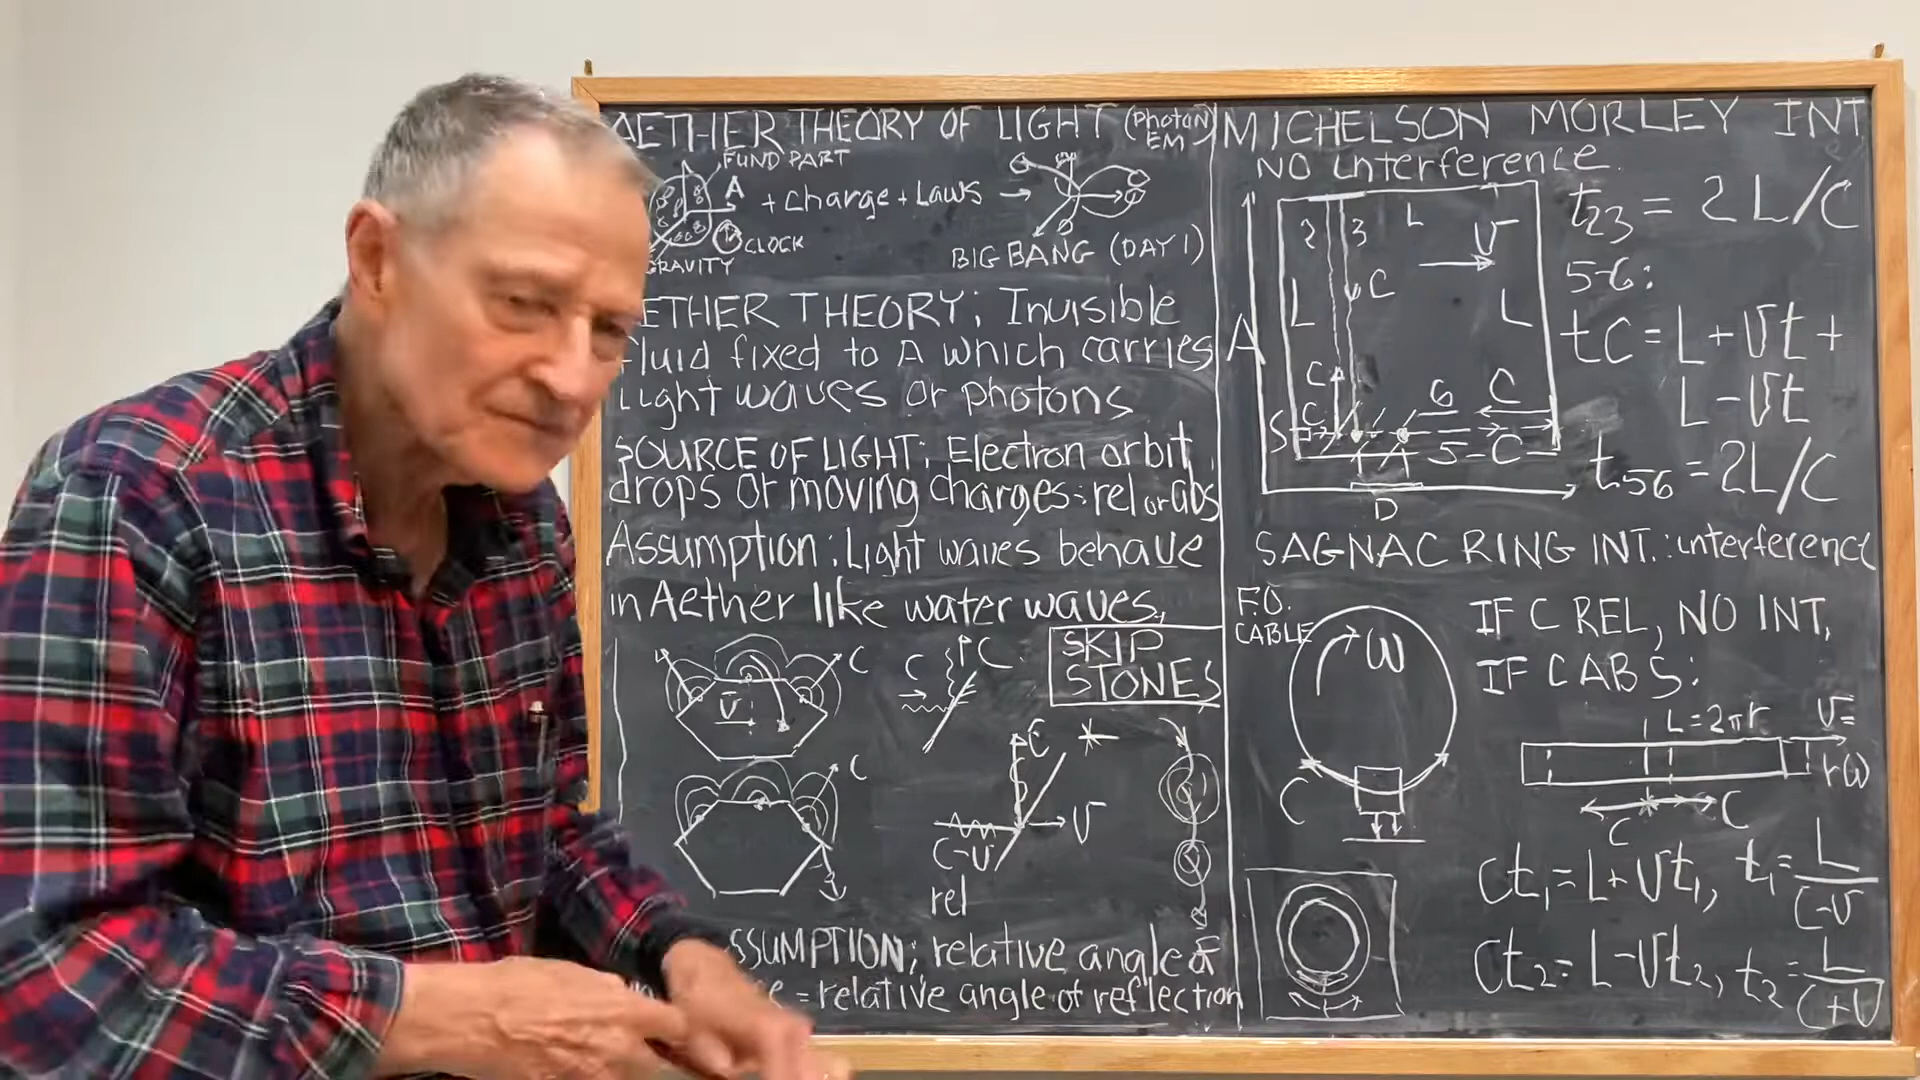 AETHER THEORY OF LIGHT (Photon
EM)
FUND PART
A
+ charge + Laws →
CLOCK
GRAVITY
BIG BANG (DAY 1)
ETHER THEORY; Invisible
fluid fixed to A which carries
Light waves or photons
SOURCE OF LIGHT: Electron orbit
drops or moving charges: rel or abs
Assumption: Light waves behave
in Aether like water waves,
C
V
C
C
SKIP
STONES
C
C
V
C-V
rel
SSUMPTION; relative angle of
= relative angle of reflection
MICHELSON MORLEY INT
NO interference
t23 = 2L/C
2
3
L
V
5-6:
C
L
L
A
tC = L + Vt +
L - Vt
C
C
6
C
S
5
C
t56 = 2L/C
D
SAGNAC RING INT.: interference
F.O.
CABLE
W
IF C REL, NO INT,
IF C ABS:
L = 2πr
V=
rW
C
C
C
Ct1 = L + Vt1, t1 = L/(C-V
Ct2 = L - Vt2, t2 = L/(C+V